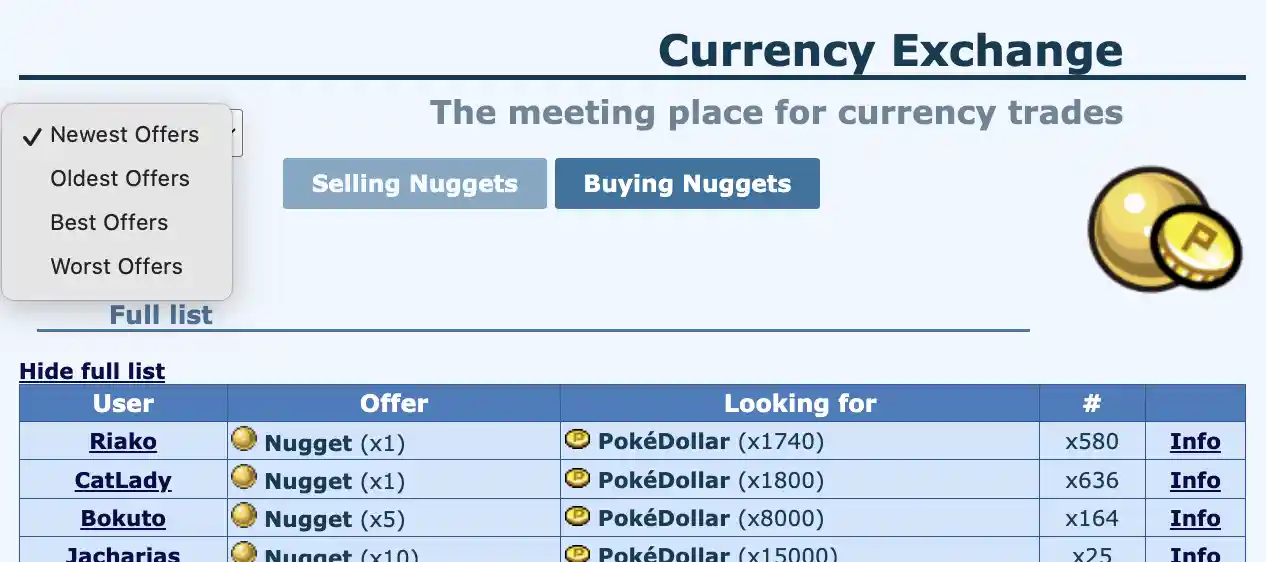 Currency Exchange
The meeting place for currency trades
✓ Newest Offers
Oldest Offers
Best Offers
Worst Offers
Selling Nuggets Buying Nuggets
P
Full list
Hide full list
User Offer Looking for #
Riako Nugget (x1) PokéDollar (x1740) x580 Info
CatLady Nugget (x1) PokéDollar (x1800) x636 Info
Bokuto Nugget (x5) PokéDollar (x8000) x164 Info
Jacharias Nugget (x10) PokéDollar (x15000) x25 Info